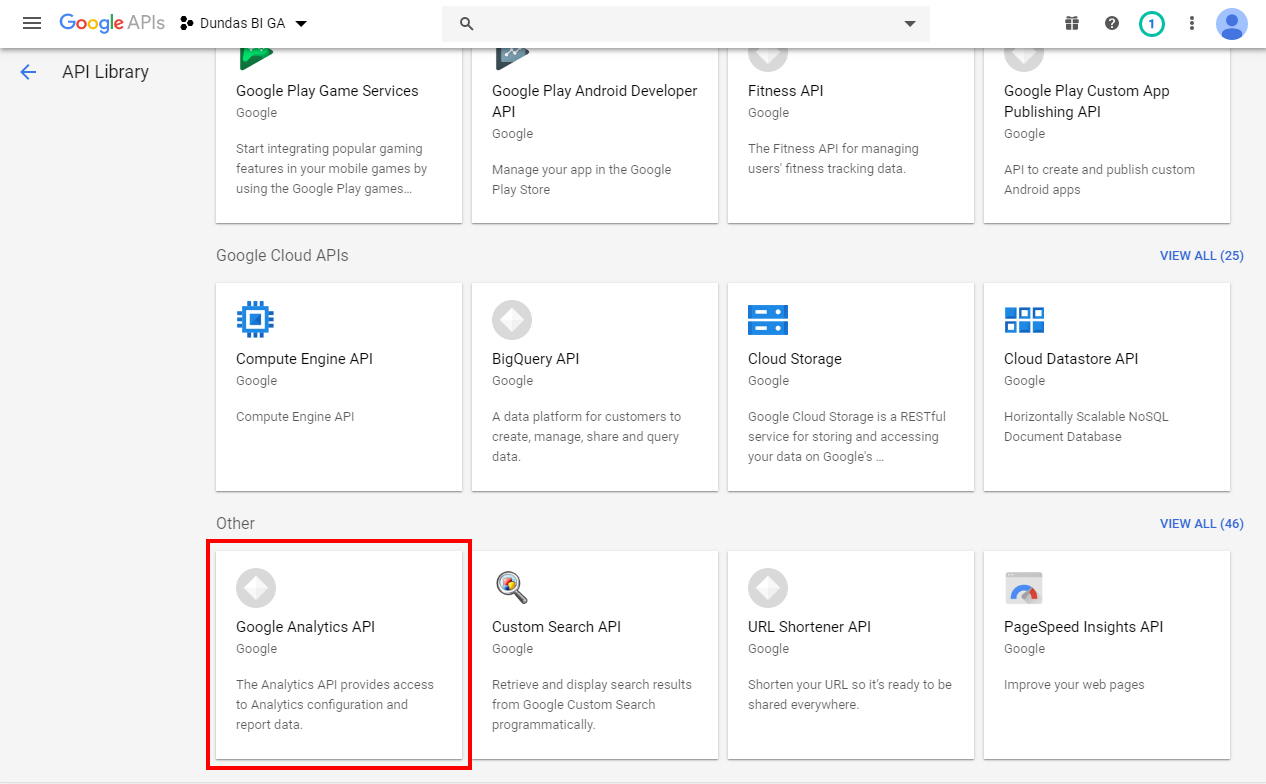 Google APIs
Dundas BI GA
1
API Library
Google Play Game Services
Google
Start integrating popular gaming
features in your mobile games by
using the Google Play games...
Google Play Android Developer
API
Google
Manage your app in the Google
Play Store
Fitness API
Google
The Fitness API for managing
users' fitness tracking data.
Google Play Custom App
Publishing API
Google
API to create and publish custom
Android apps
Google Cloud APIs
VIEW ALL (25)
Compute Engine API
Google
Compute Engine API
BigQuery API
Google
A data platform for customers to
create, manage, share and query
data.
Cloud Storage
Google
Google Cloud Storage is a RESTful
service for storing and accessing
your data on Google's ...
Cloud Datastore API
Google
Horizontally Scalable NoSQL
Document Database
Other
VIEW ALL (46)
Google Analytics API
Google
The Analytics API provides access
to Analytics configuration and
report data.
Custom Search API
Google
Retrieve and display search results
from Google Custom Search
programmatically.
URL Shortener API
Google
Shorten your URL so it's ready to be
shared everywhere.
PageSpeed Insights API
Google
Improve your web pages